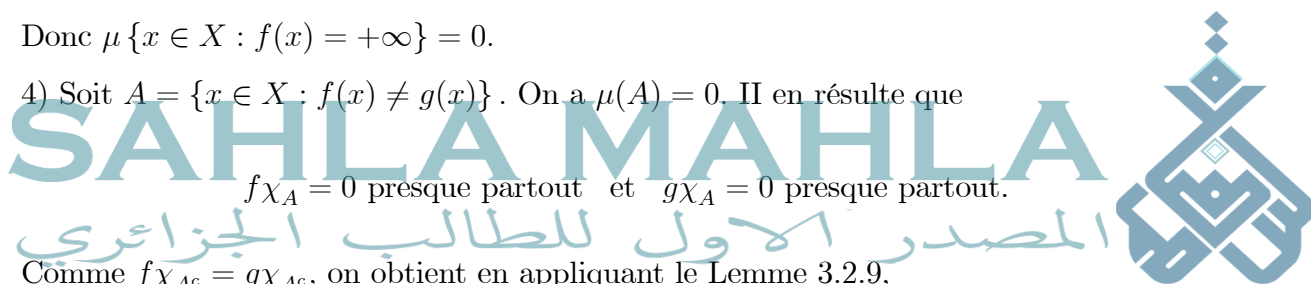 Donc μ {x ∈ X : f(x) = +∞} = 0.
4) Soit A = {x ∈ X : f(x) ≠ g(x)} . On a μ(A) = 0. II en résulte que
SAHLA MAHLA
fχ_A = 0 presque partout et gχ_A = 0 presque partout.
المصدر الاول للطالب الجزائري
Comme fχ_{A^c} = gχ_{A^c}, on obtient en appliquant le Lemme 3.2.9,